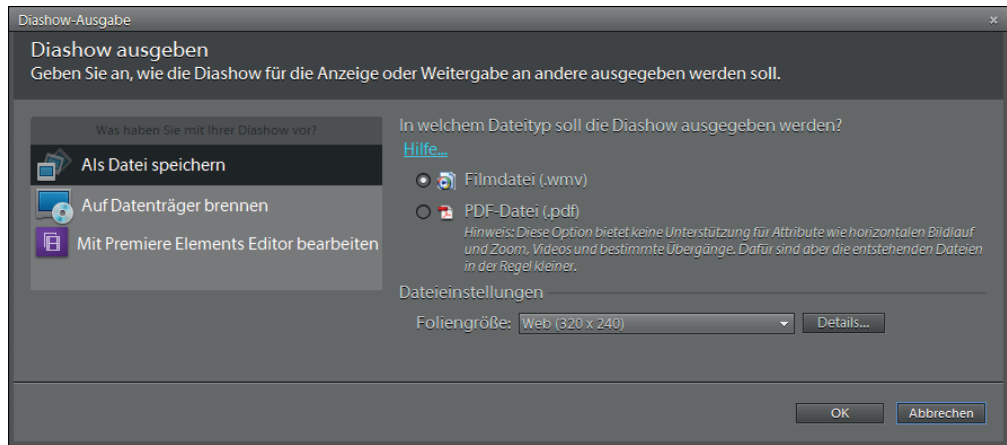 Diashow-Ausgabe
Diashow ausgeben
Geben Sie an, wie die Diashow für die Anzeige oder Weitergabe an andere ausgegeben werden soll.
Was haben Sie mit Ihrer Diashow vor?
Als Datei speichern
Auf Datenträger brennen
Mit Premiere Elements Editor bearbeiten
In welchem Dateityp soll die Diashow ausgegeben werden?
Hilfe...
Filmdatei (.wmv)
PDF-Datei (.pdf)
Hinweis: Diese Option bietet keine Unterstützung für Attribute wie horizontalen Bildlauf
und Zoom, Videos und bestimmte Übergänge. Dafür sind aber die entstehenden Dateien
in der Regel kleiner.
Dateieinstellungen
Foliengröße: Web (320 x 240) Details...
OK Abbrechen